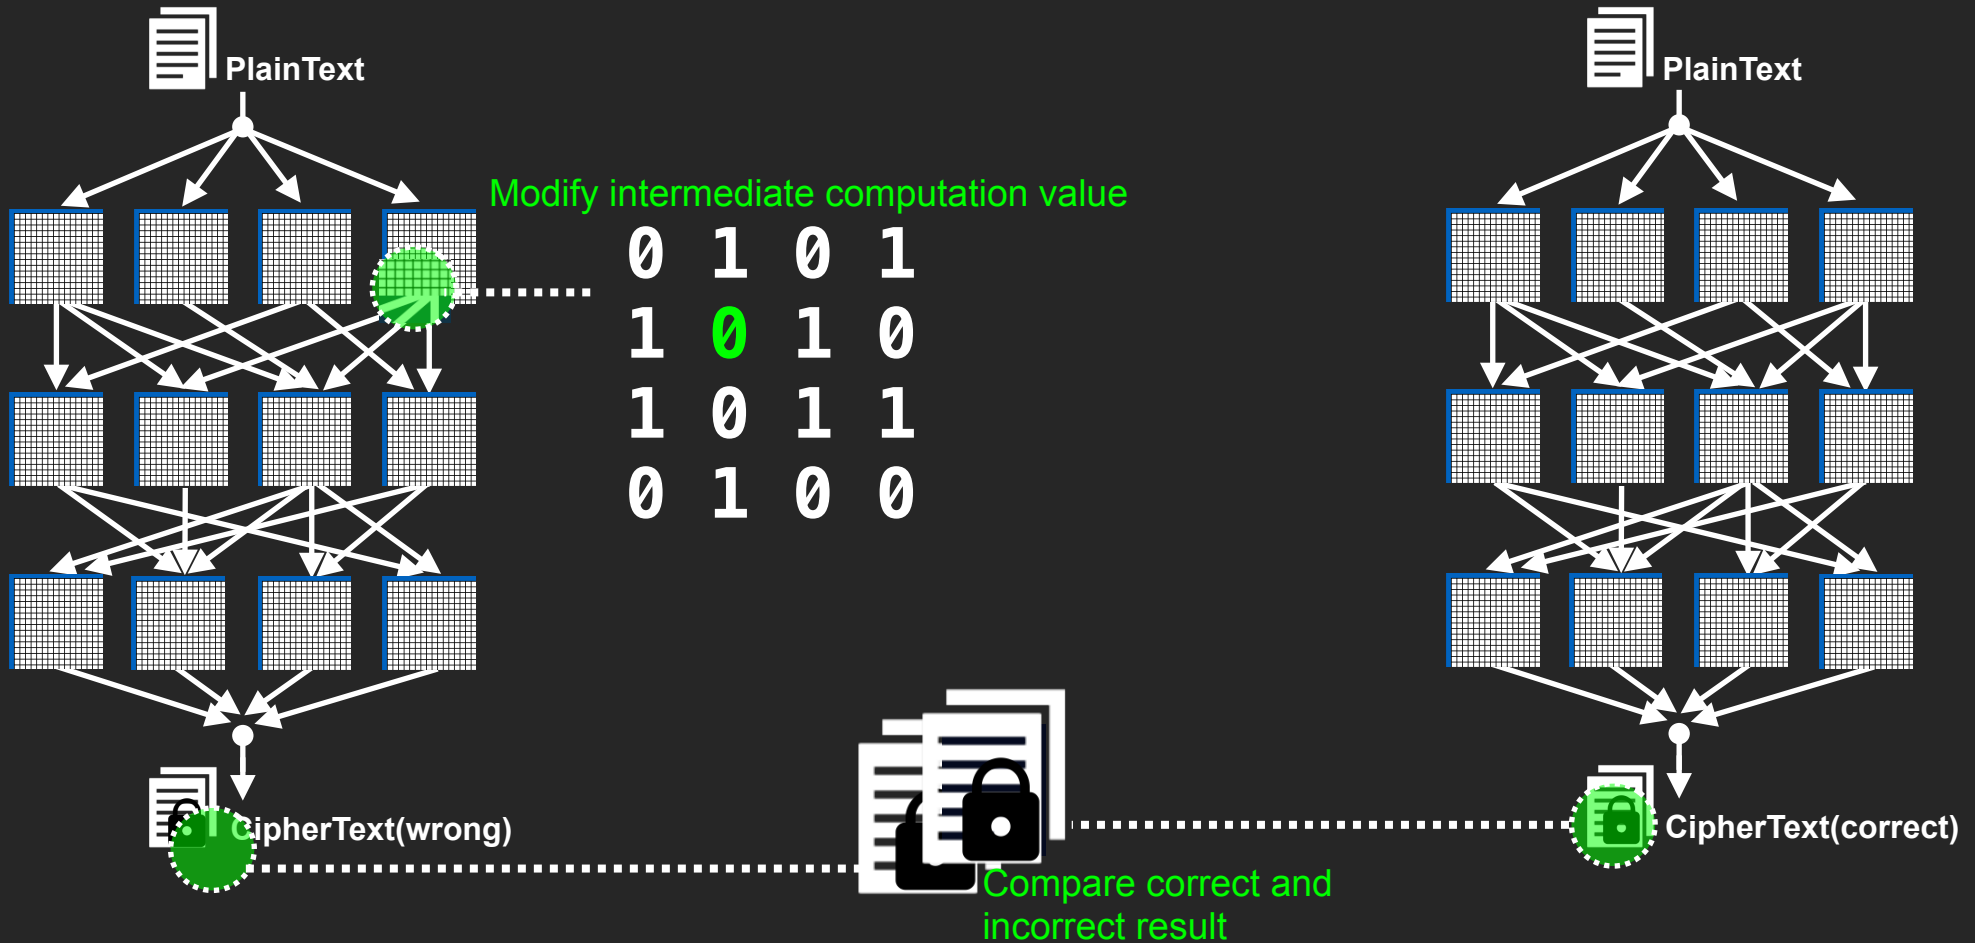 PlainText
PlainText
Modify intermediate computation value
0 1 0 1
1 0 1 0
1 0 1 1
0 1 0 0
CipherText(wrong)
CipherText(correct)
Compare correct and
incorrect result